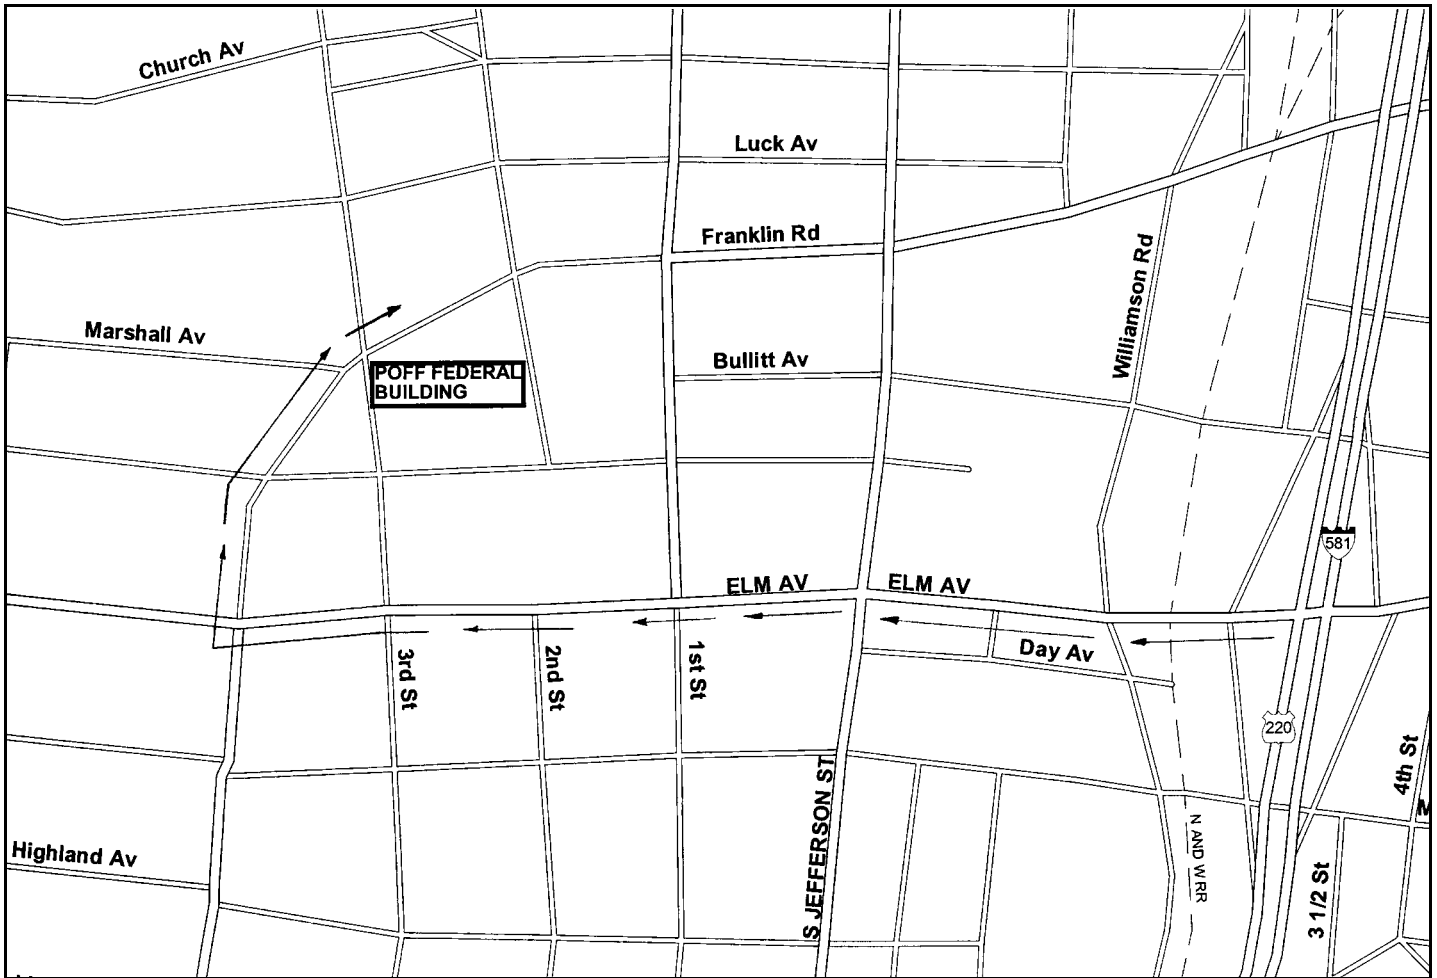 Church Av
Luck Av
Franklin Rd
Williamson Rd
Marshall Av
Bullitt Av
POFF FEDERAL
BUILDING
581
ELM AV
ELM AV
Day Av
3rd St
2nd St
1st St
220
4th St
S JEFFERSON ST
N AND W RR
M
Highland Av
3 1/2 St